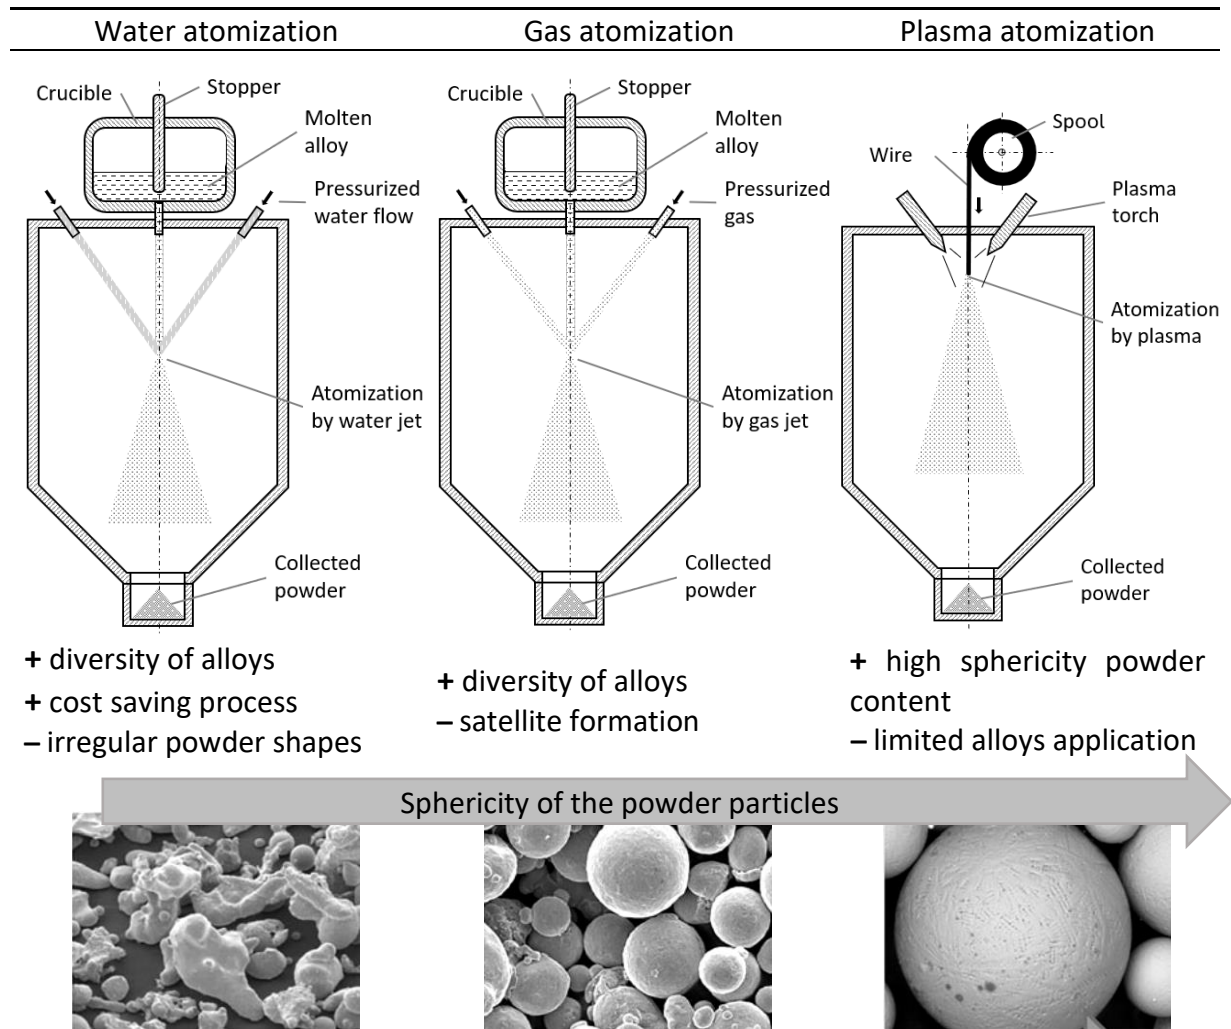 Water atomization
Gas atomization
Plasma atomization
Crucible
Stopper
Molten
alloy
Pressurized
water flow
Atomization
by water jet
Collected
powder
Crucible
Stopper
Molten
alloy
Pressurized
gas
Atomization
by gas jet
Collected
powder
Spool
Wire
Plasma
torch
Atomization
by plasma
Collected
powder
+ diversity of alloys
+ cost saving process
– irregular powder shapes
+ diversity of alloys
– satellite formation
+ high sphericity powder
content
– limited alloys application
Sphericity of the powder particles